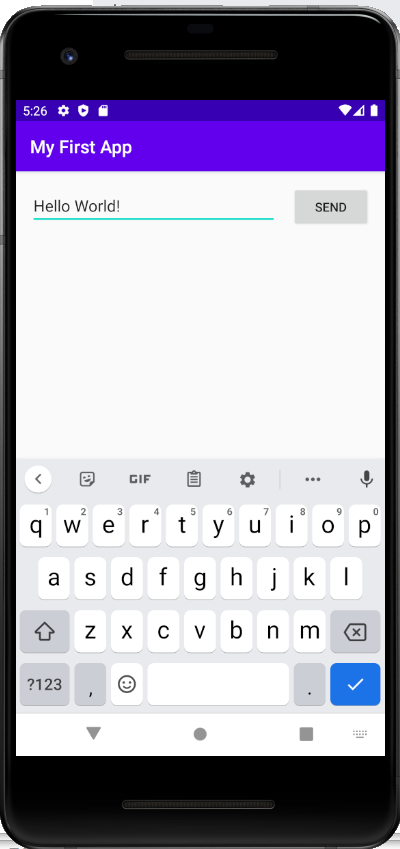 5:26
My First App
Hello World!
SEND
GIF
1 2 3 4 5 6 7 8 9 0
q w e r t y u i o p
a s d f g h j k l
z x c v b n m
?123 , .